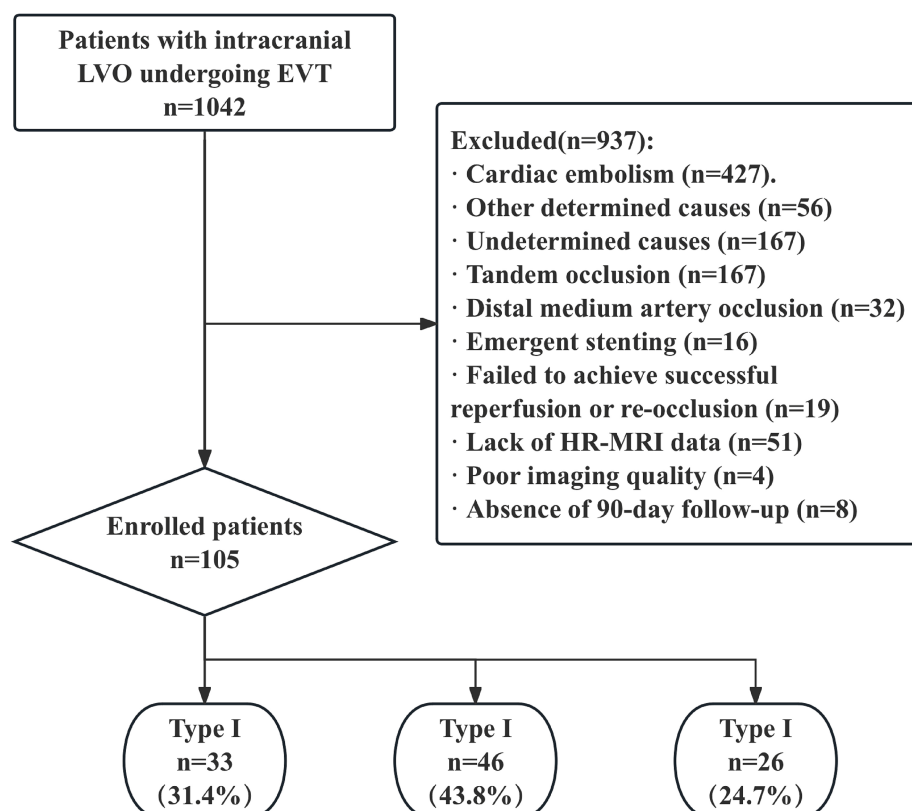 Patients with intracranial
LVO undergoing EVT
n=1042
Excluded(n=937):
· Cardiac embolism (n=427).
· Other determined causes (n=56)
· Undetermined causes (n=167)
· Tandem occlusion (n=167)
· Distal medium artery occlusion (n=32)
· Emergent stenting (n=16)
· Failed to achieve successful
reperfusion or re-occlusion (n=19)
· Lack of HR-MRI data (n=51)
· Poor imaging quality (n=4)
· Absence of 90-day follow-up (n=8)
Enrolled patients
n=105
Type I
n=33
（31.4%）
Type I
n=46
（43.8%）
Type I
n=26
（24.7%）